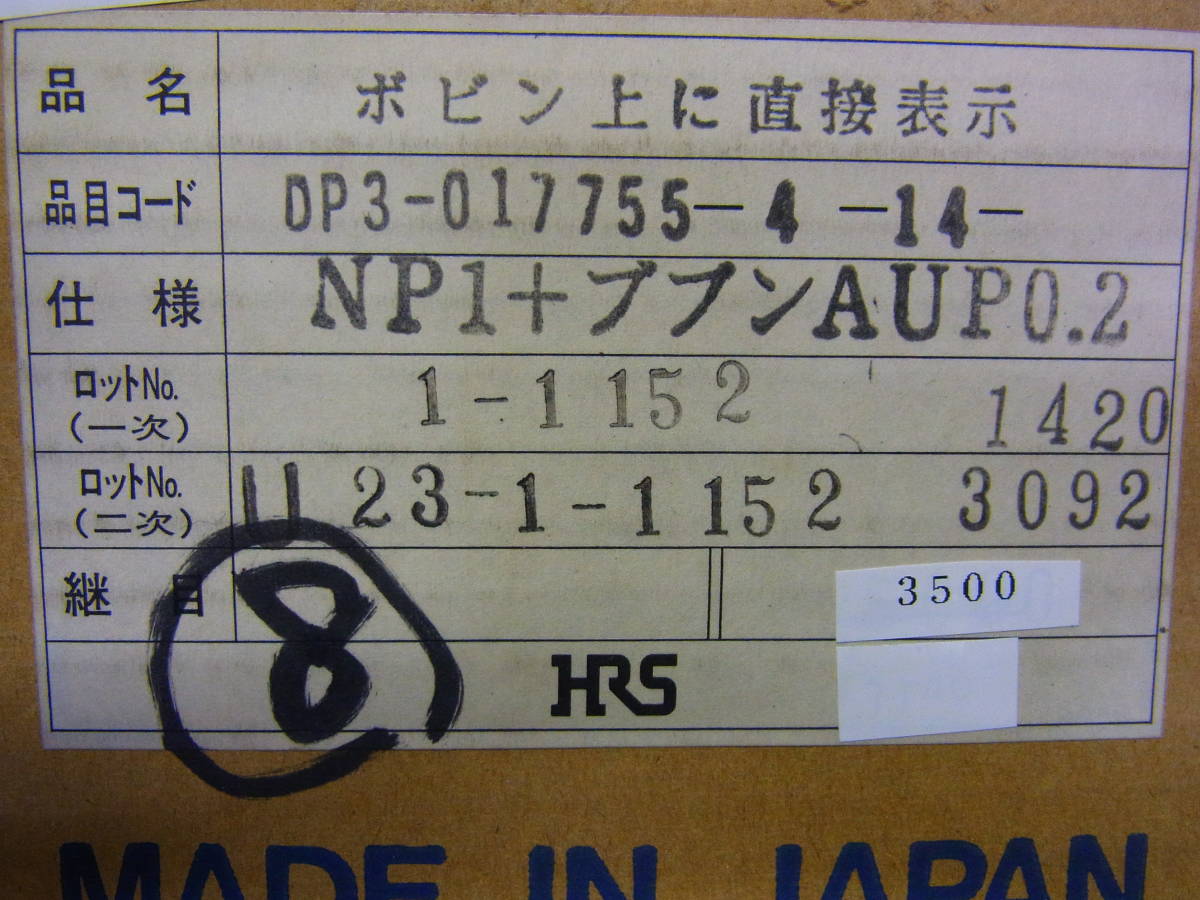 品名 ボビン上に直接表示
品目コード DP3-017755-4-14-
仕様 NP1+ブブンAUP0.2
ロットNo.(一次) 1-1152 1420
ロットNo.(二次) 11 23-1-1152 3092
継目 3500
8
HRS
MADE IN JAPAN